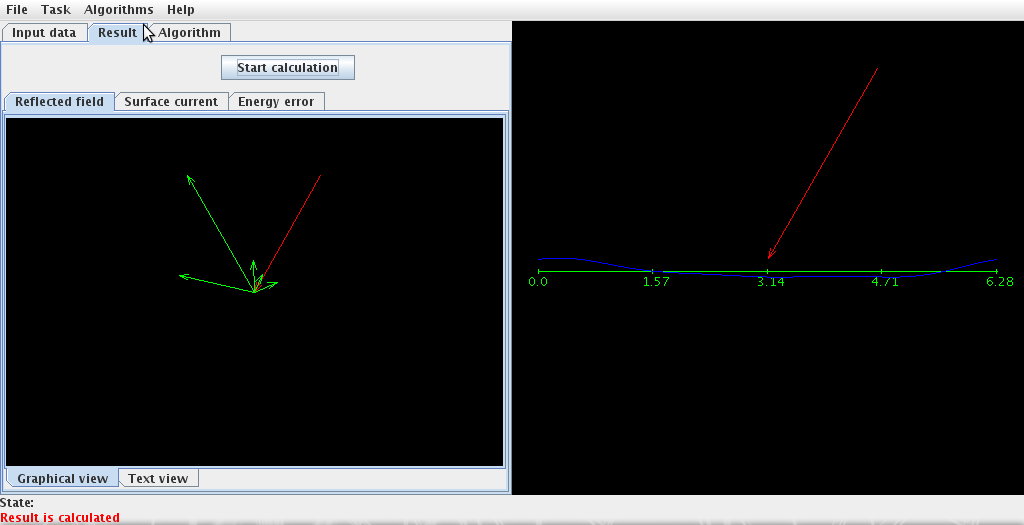 File Task Algorithms Help
Input data Result Algorithm
Start calculation
Reflected field Surface current Energy error
0.0 1.57 3.14 4.71 6.28
Graphical view Text view
State:
Result is calculated